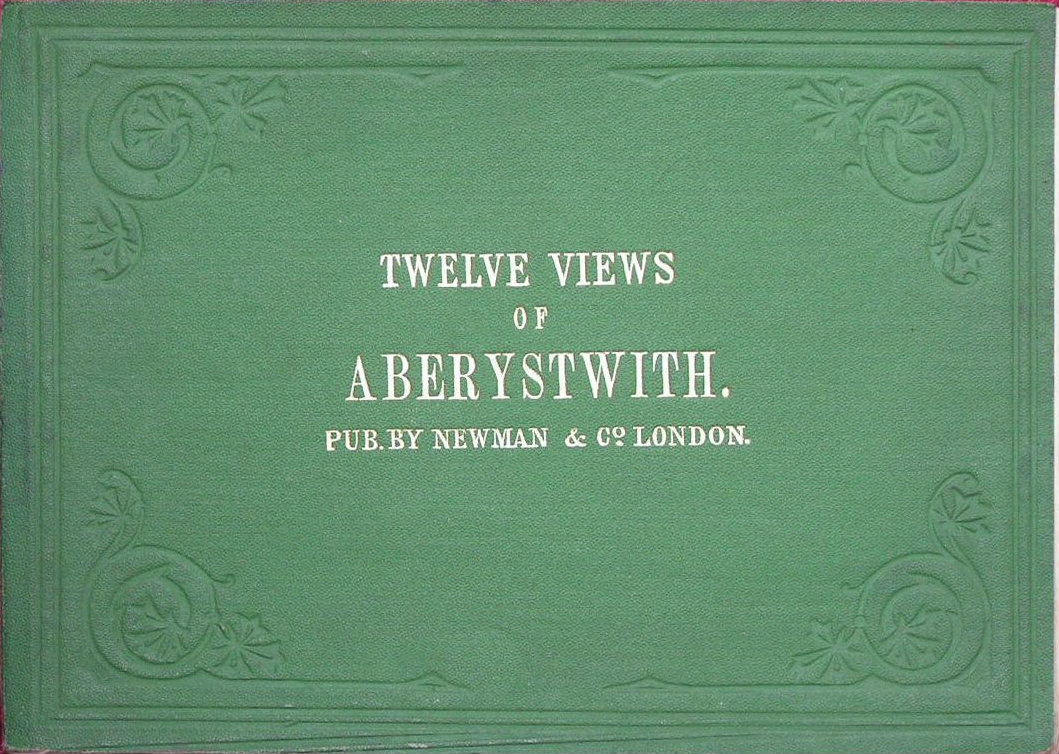 TWELVE VIEWS
OF
ABERYSTWITH.
PUB. BY NEWMAN & Cº LONDON.